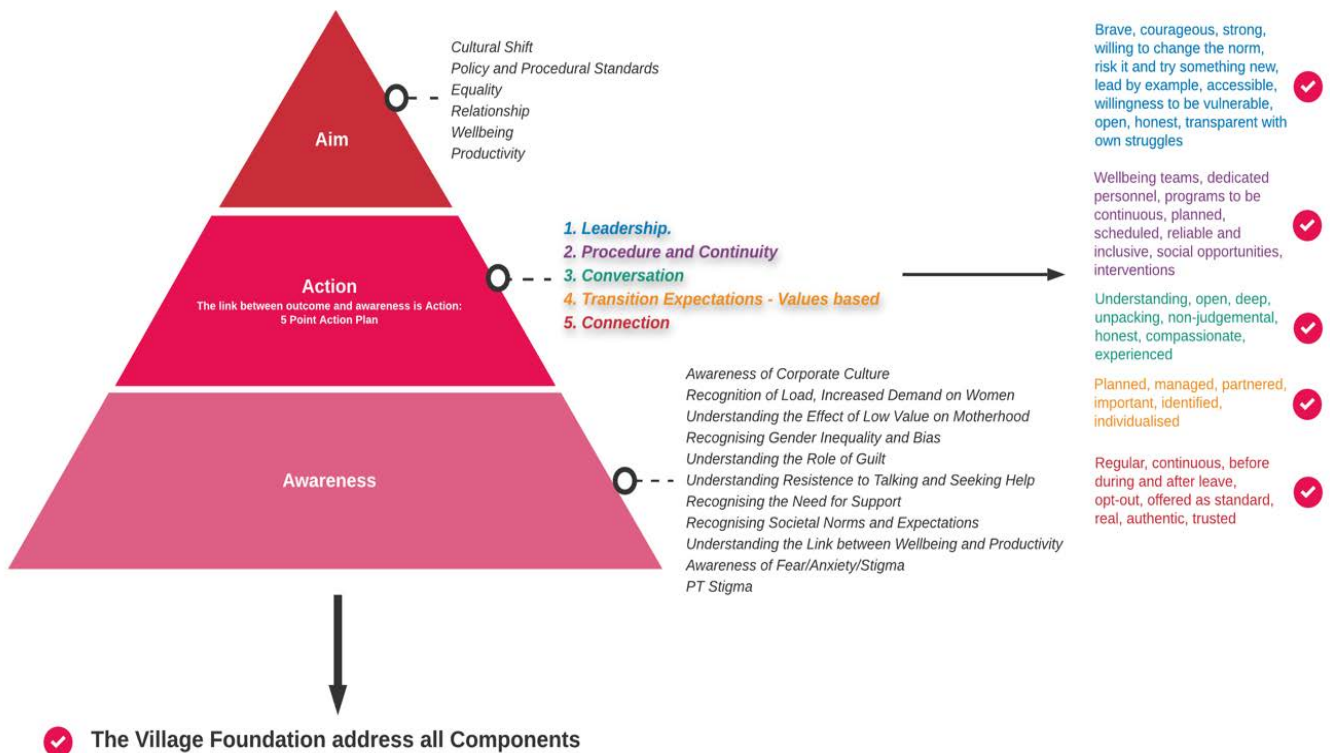 Aim
Cultural Shift
Policy and Procedural Standards
Equality
Relationship
Wellbeing
Productivity
Action
The link between outcome and awareness is Action:
5 Point Action Plan
1. Leadership.
2. Procedure and Continuity
3. Conversation
4. Transition Expectations - Values based
5. Connection
Brave, courageous, strong,
willing to change the norm,
risk it and try something new,
lead by example, accessible,
willingness to be vulnerable,
open, honest, transparent with
own struggles
Wellbeing teams, dedicated
personnel, programs to be
continuous, planned,
scheduled, reliable and
inclusive, social opportunities,
interventions
Understanding, open, deep,
unpacking, non-judgemental,
honest, compassionate,
experienced
Planned, managed, partnered,
important, identified,
individualised
Regular, continuous, before
during and after leave,
opt-out, offered as standard,
real, authentic, trusted
Awareness
Awareness of Corporate Culture
Recognition of Load, Increased Demand on Women
Understanding the Effect of Low Value on Motherhood
Recognising Gender Inequality and Bias
Understanding the Role of Guilt
Understanding Resistence to Talking and Seeking Help
Recognising the Need for Support
Recognising Societal Norms and Expectations
Understanding the Link between Wellbeing and Productivity
Awareness of Fear/Anxiety/Stigma
PT Stigma
The Village Foundation address all Components